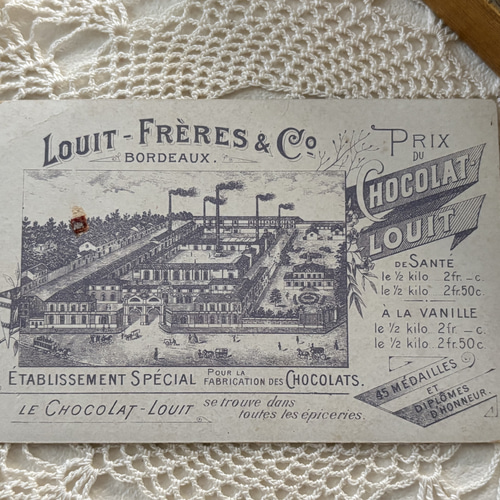 LOUIT-FRÈRES & Co
BORDEAUX.
PRIX
DU
CHOCOLAT-
LOUIT
DE SANTÉ
le ½ kilo 2fr. -c.
le ½ kilo 2fr.50c.
À LA VANILLE
le ½ kilo 2fr. -c.
le ½ kilo 2fr.50c.
45 MÉDAILLES
ET
DIPLÔMES
D'HONNEUR.
ETABLISSEMENT SPÉCIAL POUR LA FABRICATION DES CHOCOLATS.
LE CHOCOLAT-LOUIT se trouve dans
toutes les épiceries.